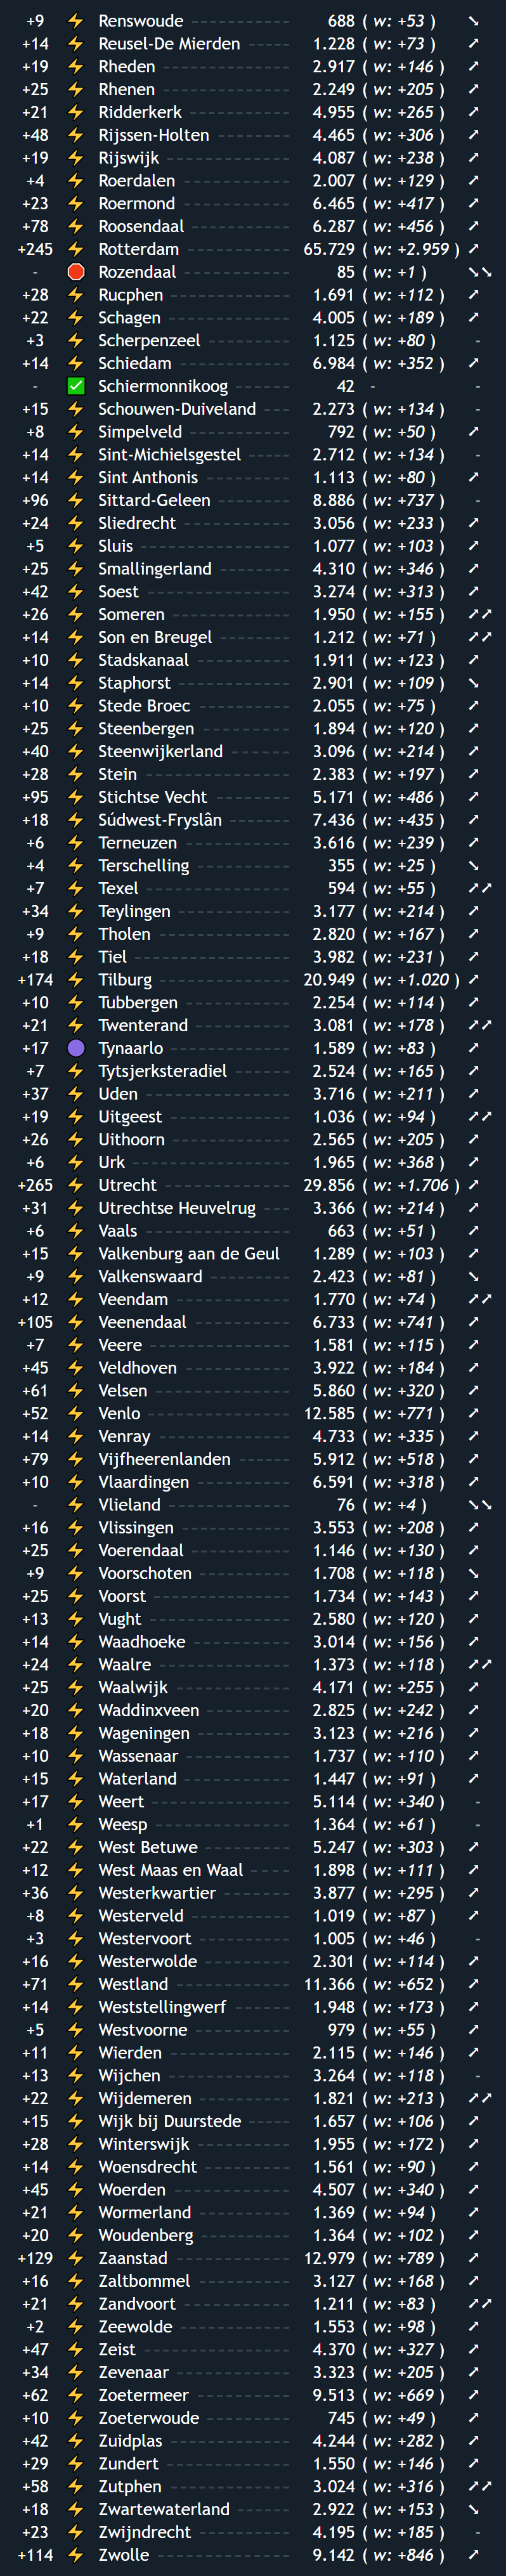 +9 ⚡ Renswoude ------------ 688 ( w: +53 ) ➘
+14 ⚡ Reusel-De Mierden ------ 1.228 ( w: +73 ) ➚
+19 ⚡ Rheden --------------- 2.917 ( w: +146 ) ➚
+25 ⚡ Rhenen --------------- 2.249 ( w: +205 ) ➚
+21 ⚡ Ridderkerk ------------ 4.955 ( w: +265 ) ➚
+48 ⚡ Rijssen-Holten --------- 4.465 ( w: +306 ) ➚
+19 ⚡ Rijswijk -------------- 4.087 ( w: +238 ) ➚
+4 ⚡ Roerdalen ------------- 2.007 ( w: +129 ) ➚
+23 ⚡ Roermond ------------- 6.465 ( w: +417 ) ➚
+78 ⚡ Roosendaal ------------ 6.287 ( w: +456 ) ➚
+245 ⚡ Rotterdam ------------ 65.729 ( w: +2.959 ) ➚
- 🛑 Rozendaal ------------- 85 ( w: +1 ) ➘➘
+28 ⚡ Rucphen -------------- 1.691 ( w: +112 ) ➚
+22 ⚡ Schagen -------------- 4.005 ( w: +189 ) ➚
+3 ⚡ Scherpenzeel ---------- 1.125 ( w: +80 ) -
+14 ⚡ Schiedam ------------- 6.984 ( w: +352 ) ➚
- ✅ Schiermonnikoog ------- 42 - -
+15 ⚡ Schouwen-Duiveland ---- 2.273 ( w: +134 ) -
+8 ⚡ Simpelveld ------------ 792 ( w: +50 ) ➚
+14 ⚡ Sint-Michielsgestel ----- 2.712 ( w: +134 ) -
+14 ⚡ Sint Anthonis ---------- 1.113 ( w: +80 ) ➚
+96 ⚡ Sittard-Geleen --------- 8.886 ( w: +737 ) -
+24 ⚡ Sliedrecht ------------ 3.056 ( w: +233 ) ➚
+5 ⚡ Sluis ----------------- 1.077 ( w: +103 ) ➚
+25 ⚡ Smallingerland --------- 4.310 ( w: +346 ) ➚
+42 ⚡ Soest ---------------- 3.274 ( w: +313 ) ➚
+26 ⚡ Someren -------------- 1.950 ( w: +155 ) ➚➚
+14 ⚡ Son en Breugel --------- 1.212 ( w: +71 ) ➚➚
+10 ⚡ Stadskanaal ----------- 1.911 ( w: +123 ) ➚
+14 ⚡ Staphorst ------------- 2.901 ( w: +109 ) ➘
+10 ⚡ Stede Broec ----------- 2.055 ( w: +75 ) ➚
+25 ⚡ Steenbergen ----------- 1.894 ( w: +120 ) ➚
+40 ⚡ Steenwijkerland ------- 3.096 ( w: +214 ) ➚
+28 ⚡ Stein ---------------- 2.383 ( w: +197 ) ➚
+95 ⚡ Stichtse Vecht --------- 5.171 ( w: +486 ) ➚
+18 ⚡ Súdwest-Fryslân -------- 7.436 ( w: +435 ) ➚
+6 ⚡ Terneuzen ------------- 3.616 ( w: +239 ) ➚
+4 ⚡ Terschelling ----------- 355 ( w: +25 ) ➘
+7 ⚡ Texel ---------------- 594 ( w: +55 ) ➚➚
+34 ⚡ Teylingen ------------- 3.177 ( w: +214 ) ➚
+9 ⚡ Tholen --------------- 2.820 ( w: +167 ) ➚
+18 ⚡ Tiel ------------------ 3.982 ( w: +231 ) ➚
+174 ⚡ Tilburg --------------- 20.949 ( w: +1.020 ) ➚
+10 ⚡ Tubbergen ------------ 2.254 ( w: +114 ) ➚
+21 ⚡ Twenterand ----------- 3.081 ( w: +178 ) ➚➚
+17 🟣 Tynaarlo -------------- 1.589 ( w: +83 ) ➚
+7 ⚡ Tytsjerksteradiel ------- 2.524 ( w: +165 ) ➚
+37 ⚡ Uden ---------------- 3.716 ( w: +211 ) ➚
+19 ⚡ Uitgeest ------------- 1.036 ( w: +94 ) ➚➚
+26 ⚡ Uithoorn ------------- 2.565 ( w: +205 ) ➚
+6 ⚡ Urk ------------------ 1.965 ( w: +368 ) ➚
+265 ⚡ Utrecht -------------- 29.856 ( w: +1.706 ) ➚
+31 ⚡ Utrechtse Heuvelrug ---- 3.366 ( w: +214 ) ➚
+6 ⚡ Vaals ---------------- 663 ( w: +51 ) ➚
+15 ⚡ Valkenburg aan de Geul 1.289 ( w: +103 ) ➚
+9 ⚡ Valkenswaard ---------- 2.423 ( w: +81 ) ➘
+12 ⚡ Veendam ------------- 1.770 ( w: +74 ) ➚➚
+105 ⚡ Veenendaal ----------- 6.733 ( w: +741 ) ➚
+7 ⚡ Veere ---------------- 1.581 ( w: +115 ) ➚
+45 ⚡ Veldhoven ------------ 3.922 ( w: +184 ) ➚
+61 ⚡ Velsen --------------- 5.860 ( w: +320 ) ➚
+52 ⚡ Venlo ---------------- 12.585 ( w: +771 ) ➚
+14 ⚡ Venray --------------- 4.733 ( w: +335 ) ➚
+79 ⚡ Vijfheerenlanden ------- 5.912 ( w: +518 ) ➚
+10 ⚡ Vlaardingen ----------- 6.591 ( w: +318 ) ➚
- ⚡ Vlieland -------------- 76 ( w: +4 ) ➘➘
+16 ⚡ Vlissingen ------------ 3.553 ( w: +208 ) ➚
+25 ⚡ Voerendaal ----------- 1.146 ( w: +130 ) ➚
+9 ⚡ Voorschoten ---------- 1.708 ( w: +118 ) ➘
+25 ⚡ Voorst --------------- 1.734 ( w: +143 ) ➚
+13 ⚡ Vught ---------------- 2.580 ( w: +120 ) ➚
+14 ⚡ Waadhoeke ----------- 3.014 ( w: +156 ) ➚
+24 ⚡ Waalre --------------- 1.373 ( w: +118 ) ➚➚
+25 ⚡ Waalwijk ------------- 4.171 ( w: +255 ) ➚
+20 ⚡ Waddinxveen ---------- 2.825 ( w: +242 ) ➚
+18 ⚡ Wageningen ----------- 3.123 ( w: +216 ) ➚
+10 ⚡ Wassenaar ------------ 1.737 ( w: +110 ) ➚
+15 ⚡ Waterland ------------ 1.447 ( w: +91 ) ➚
+17 ⚡ Weert ---------------- 5.114 ( w: +340 ) -
+1 ⚡ Weesp ---------------- 1.364 ( w: +61 ) -
+22 ⚡ West Betuwe ---------- 5.247 ( w: +303 ) ➚
+12 ⚡ West Maas en Waal ----- 1.898 ( w: +111 ) ➚
+36 ⚡ Westerkwartier -------- 3.877 ( w: +295 ) ➚
+8 ⚡ Westerveld ------------ 1.019 ( w: +87 ) ➚
+3 ⚡ Westervoort ----------- 1.005 ( w: +46 ) -
+16 ⚡ Westerwolde ---------- 2.301 ( w: +114 ) ➚
+71 ⚡ Westland ------------- 11.366 ( w: +652 ) ➚
+14 ⚡ Weststellingwerf ------- 1.948 ( w: +173 ) ➚
+5 ⚡ Westvoorne ----------- 979 ( w: +55 ) ➚
+11 ⚡ Wierden -------------- 2.115 ( w: +146 ) ➚
+13 ⚡ Wijchen -------------- 3.264 ( w: +118 ) -
+22 ⚡ Wijdemeren ----------- 1.821 ( w: +213 ) ➚➚
+15 ⚡ Wijk bij Duurstede ----- 1.657 ( w: +106 ) ➚
+28 ⚡ Winterswijk ----------- 1.955 ( w: +172 ) ➚
+14 ⚡ Woensdrecht ---------- 1.561 ( w: +90 ) ➚
+45 ⚡ Woerden ------------- 4.507 ( w: +340 ) ➚
+21 ⚡ Wormerland ----------- 1.369 ( w: +94 ) ➚
+20 ⚡ Woudenberg ---------- 1.364 ( w: +102 ) ➚
+129 ⚡ Zaanstad ------------- 12.979 ( w: +789 ) ➚
+16 ⚡ Zaltbommel ----------- 3.127 ( w: +168 ) ➚
+21 ⚡ Zandvoort ------------ 1.211 ( w: +83 ) ➚➚
+2 ⚡ Zeewolde ------------- 1.553 ( w: +98 ) ➚
+47 ⚡ Zeist ----------------- 4.370 ( w: +327 ) ➚
+34 ⚡ Zevenaar ------------- 3.323 ( w: +205 ) ➚
+62 ⚡ Zoetermeer ----------- 9.513 ( w: +669 ) ➚
+10 ⚡ Zoeterwoude ---------- 745 ( w: +49 ) ➚
+42 ⚡ Zuidplas ------------- 4.244 ( w: +282 ) ➚
+29 ⚡ Zundert -------------- 1.550 ( w: +146 ) ➚
+58 ⚡ Zutphen -------------- 3.024 ( w: +316 ) ➚➚
+18 ⚡ Zwartewaterland ------- 2.922 ( w: +153 ) ➘
+23 ⚡ Zwijndrecht ----------- 4.195 ( w: +185 ) -
+114 ⚡ Zwolle --------------- 9.142 ( w: +846 ) ➚